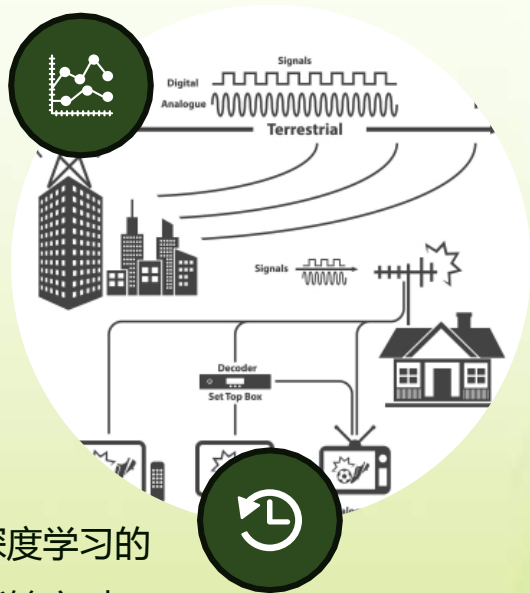 Signals
Digital
Analogue
Terrestrial
Signals
Decoder
Set Top Box
深度学习的